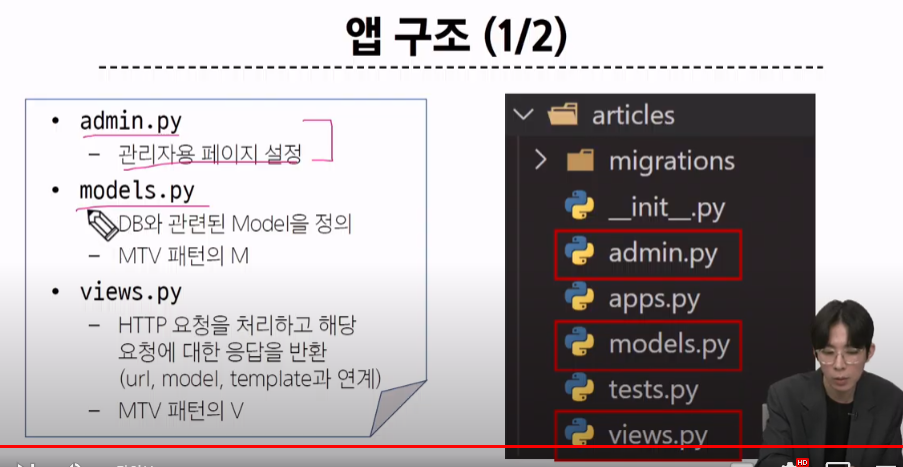 앱 구조 (1/2)
• admin.py
– 관리자용 페이지 설정
• models.py
DB와 관련된 Model을 정의
– MTV 패턴의 M
• views.py
– HTTP 요청을 처리하고 해당
요청에 대한 응답을 반환
(url, model, template과 연계)
– MTV 패턴의 V
articles
migrations
__init__.py
admin.py
apps.py
models.py
tests.py
views.py
HD